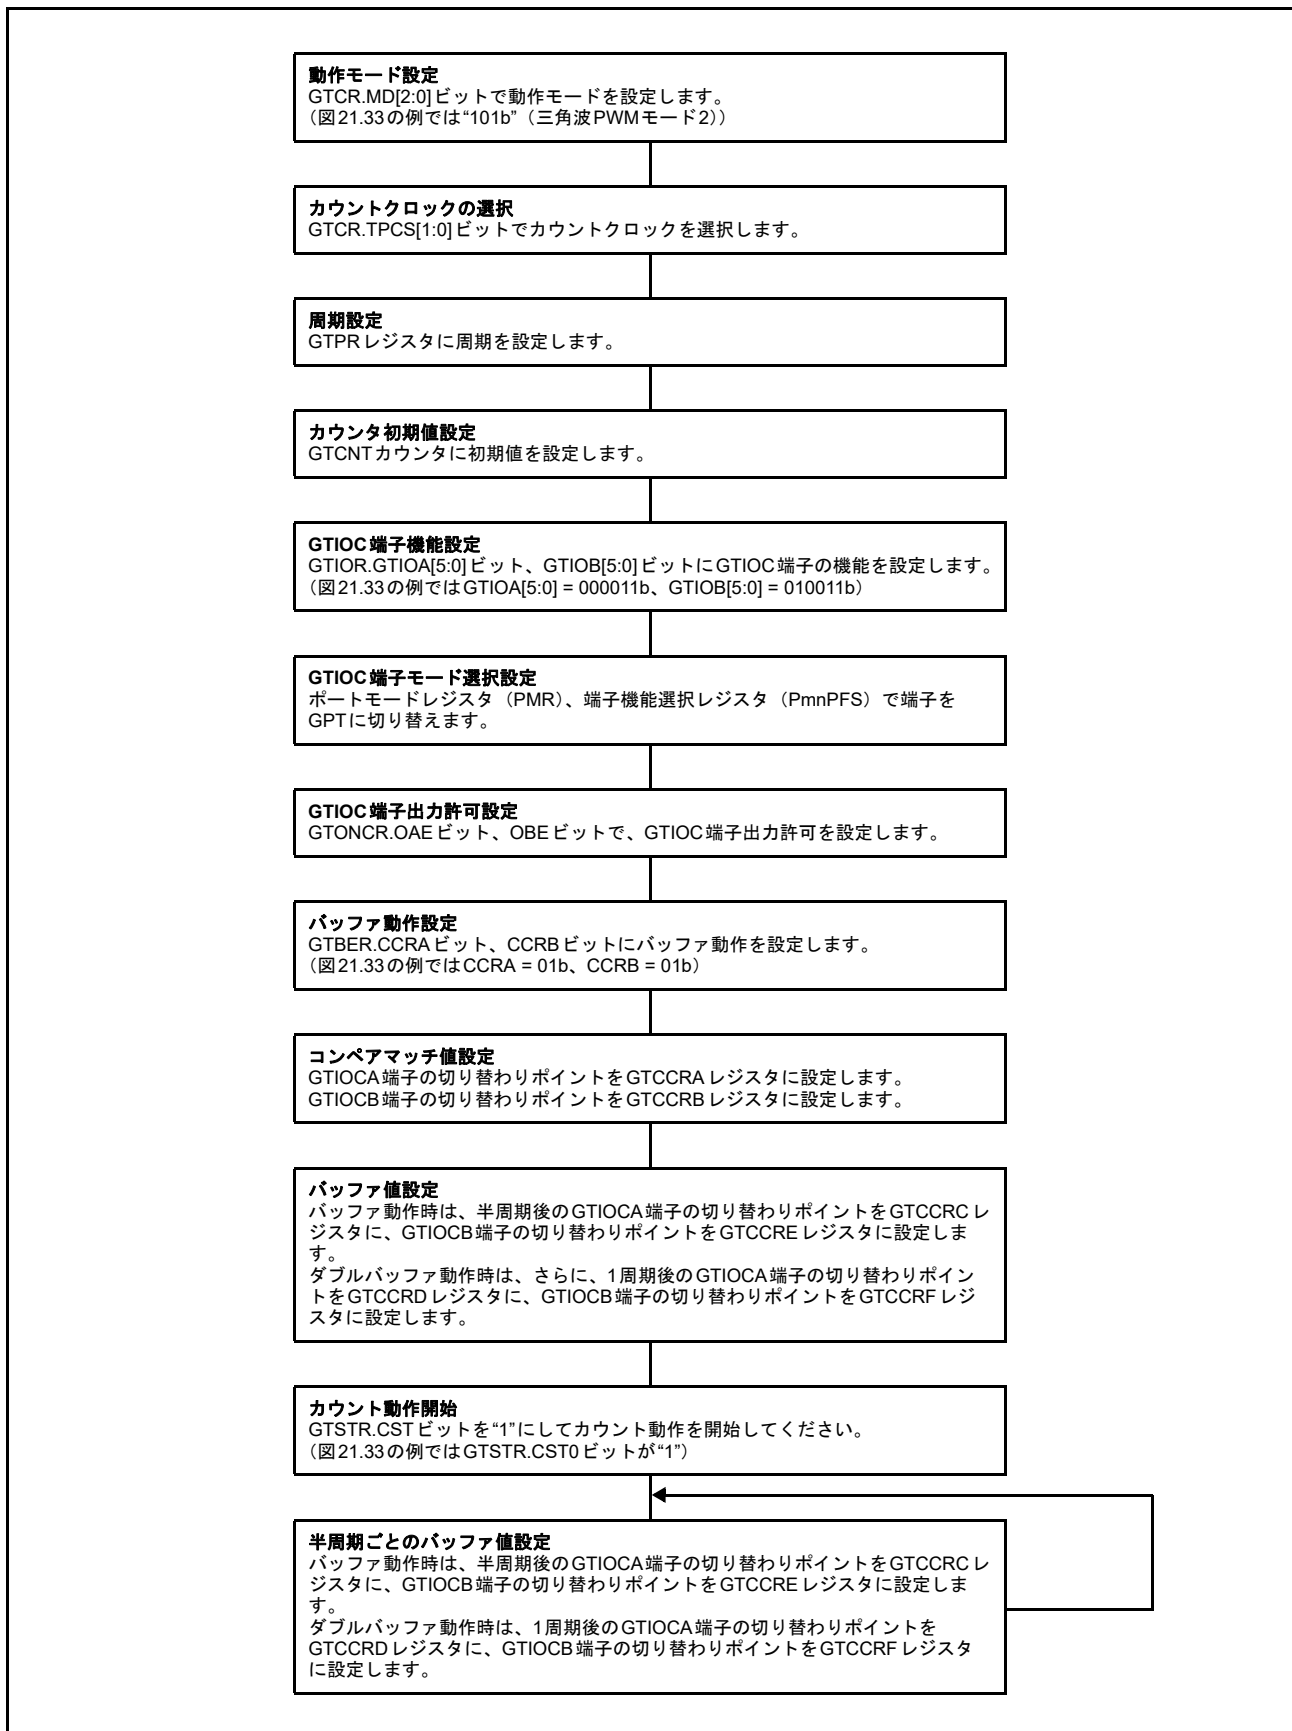 動作モード設定
GTCR.MD[2:0]ビットで動作モードを設定します。
（図21.33の例では“101b”（三角波PWMモード2））
カウントクロックの選択
GTCR.TPCS[1:0]ビットでカウントクロックを選択します。
周期設定
GTPRレジスタに周期を設定します。
カウンタ初期値設定
GTCNTカウンタに初期値を設定します。
GTIOC端子機能設定
GTIOR.GTIOA[5:0]ビット、GTIOB[5:0]ビットにGTIOC端子の機能を設定します。
（図21.33の例ではGTIOA[5:0] = 000011b、GTIOB[5:0] = 010011b）
GTIOC端子モード選択設定
ポートモードレジスタ（PMR）、端子機能選択レジスタ（PmnPFS）で端子を
GPTに切り替えます。
GTIOC端子出力許可設定
GTONCR.OAEビット、OBEビットで、GTIOC端子出力許可を設定します。
バッファ動作設定
GTBER.CCRAビット、CCRBビットにバッファ動作を設定します。
（図21.33の例ではCCRA = 01b、CCRB = 01b）
コンペアマッチ値設定
GTIOCA端子の切り替わりポイントをGTCCRAレジスタに設定します。
GTIOCB端子の切り替わりポイントをGTCCRBレジスタに設定します。
バッファ値設定
バッファ動作時は、半周期後のGTIOCA端子の切り替わりポイントをGTCCRCレ
ジスタに、GTIOCB端子の切り替わりポイントをGTCCREレジスタに設定しま
す。
ダブルバッファ動作時は、さらに、1周期後のGTIOCA端子の切り替わりポイン
トをGTCCRDレジスタに、GTIOCB端子の切り替わりポイントをGTCCRFレジ
スタに設定します。
カウント動作開始
GTSTR.CSTビットを“1”にしてカウント動作を開始してください。
（図21.33の例ではGTSTR.CST0ビットが“1”）
半周期ごとのバッファ値設定
バッファ動作時は、半周期後のGTIOCA端子の切り替わりポイントをGTCCRCレ
ジスタに、GTIOCB端子の切り替わりポイントをGTCCREレジスタに設定しま
す。
ダブルバッファ動作時は、1周期後のGTIOCA端子の切り替わりポイントを
GTCCRDレジスタに、GTIOCB端子の切り替わりポイントをGTCCRFレジスタ
に設定します。